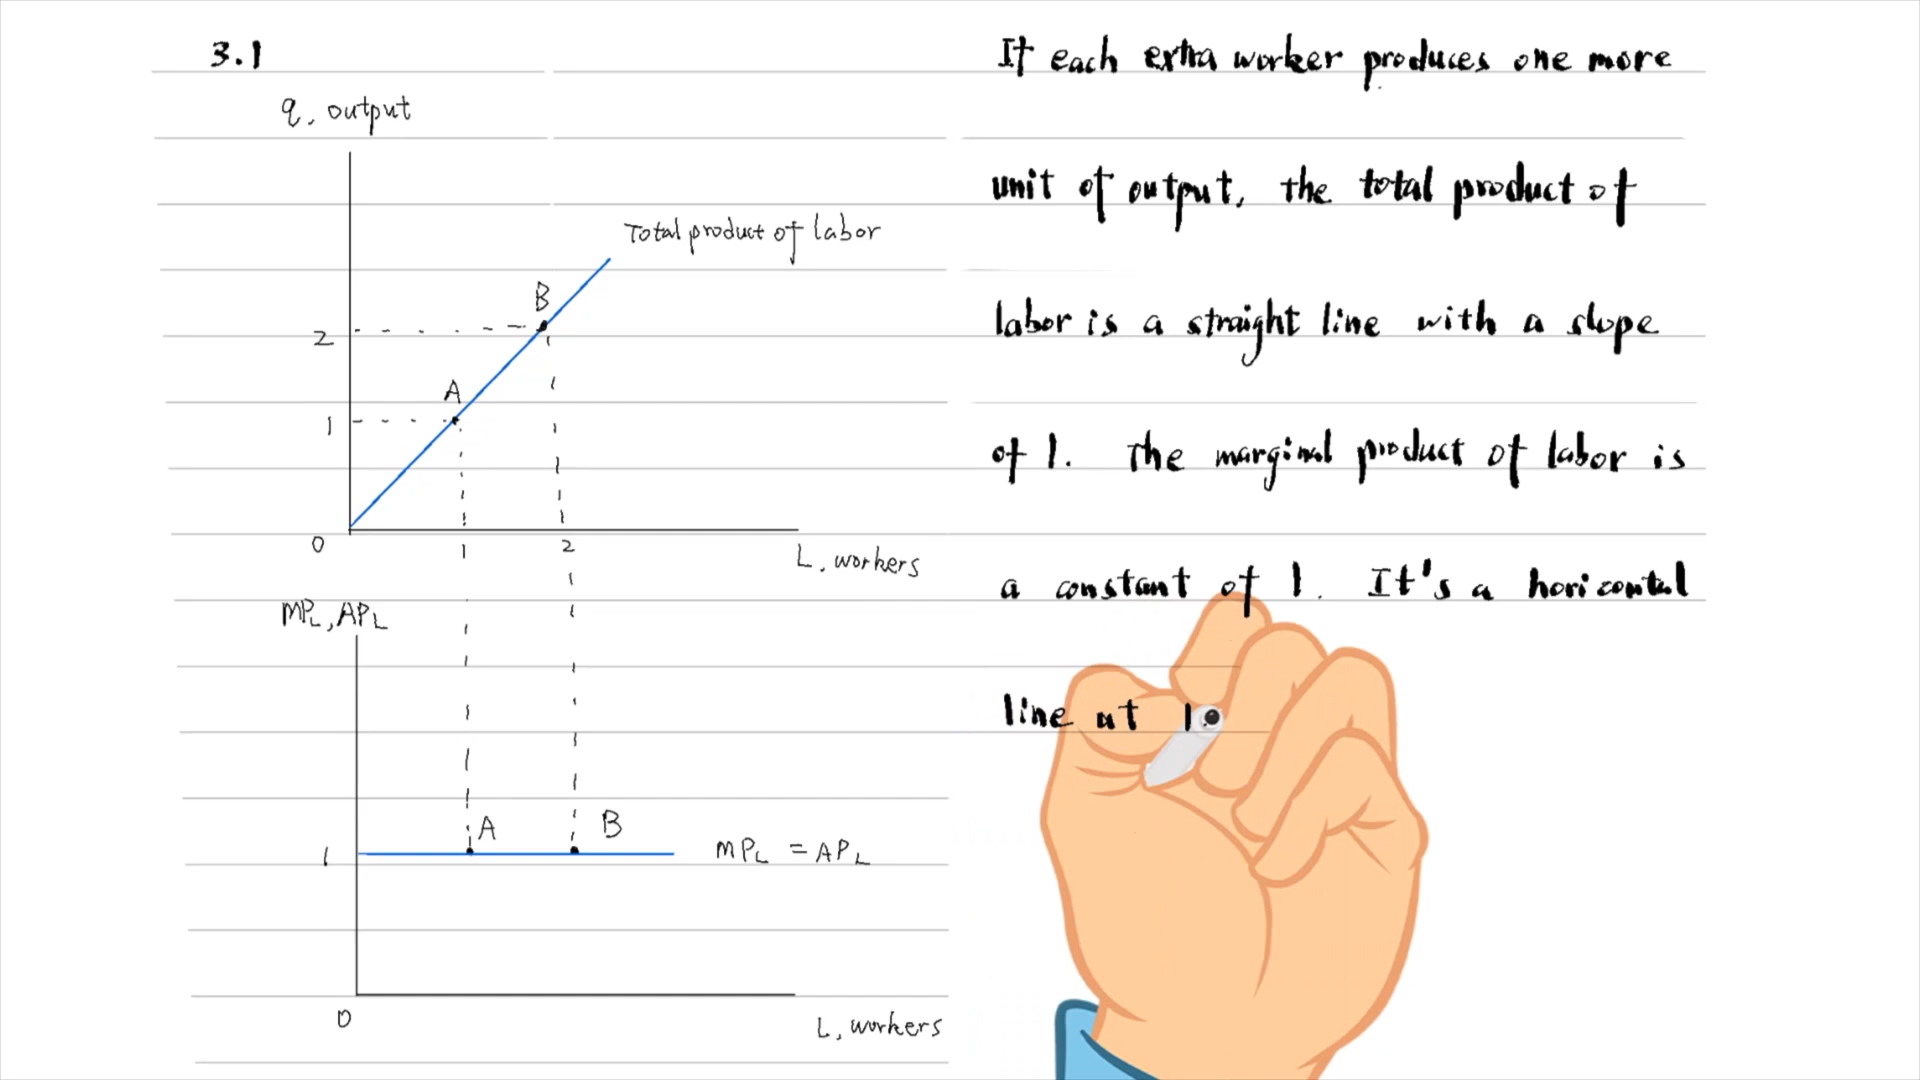 3.1
q, output
Total product of labor
B
2
A
1
0
1
2
L, workers
MPL, APL
A
B
1
MPL = APL
0
L, workers
If each extra worker produces one more
unit of output, the total product of
labor is a straight line with a slope
of 1. The marginal product of labor is
a constant of 1. It's a horizontal
line at 1